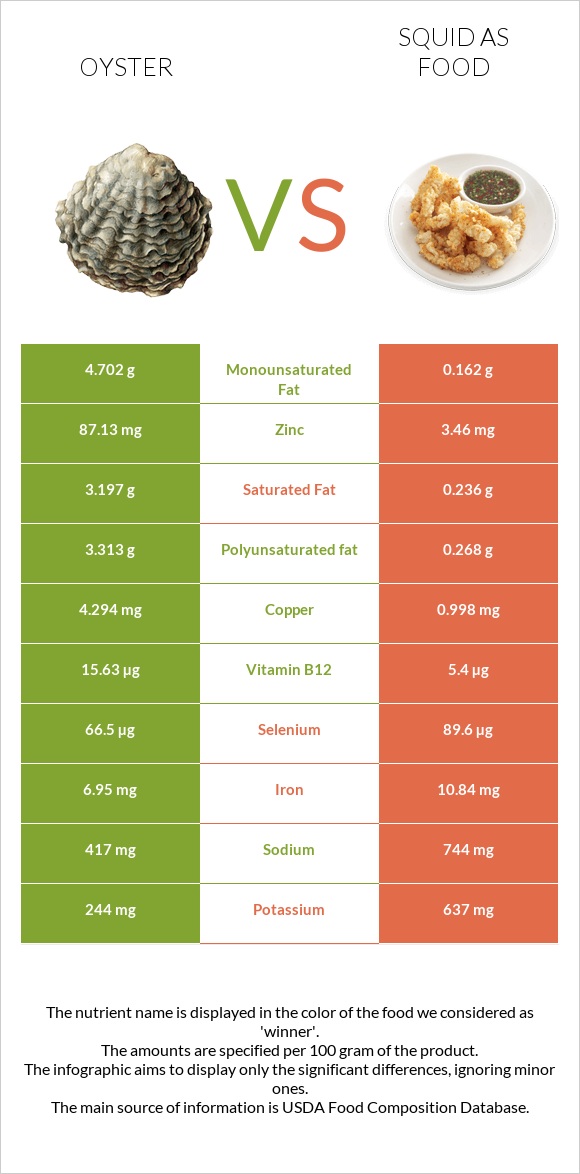 OYSTER
SQUID AS
FOOD
VS
4.702 g
Monounsaturated
Fat
0.162 g
87.13 mg
Zinc
3.46 mg
3.197 g
Saturated Fat
0.236 g
3.313 g
Polyunsaturated fat
0.268 g
4.294 mg
Copper
0.998 mg
15.63 µg
Vitamin B12
5.4 µg
66.5 µg
Selenium
89.6 µg
6.95 mg
Iron
10.84 mg
417 mg
Sodium
744 mg
244 mg
Potassium
637 mg
The nutrient name is displayed in the color of the food we considered as
'winner'.
The amounts are specified per 100 gram of the product.
The infographic aims to display only the significant differences, ignoring minor
ones.
The main source of information is USDA Food Composition Database.